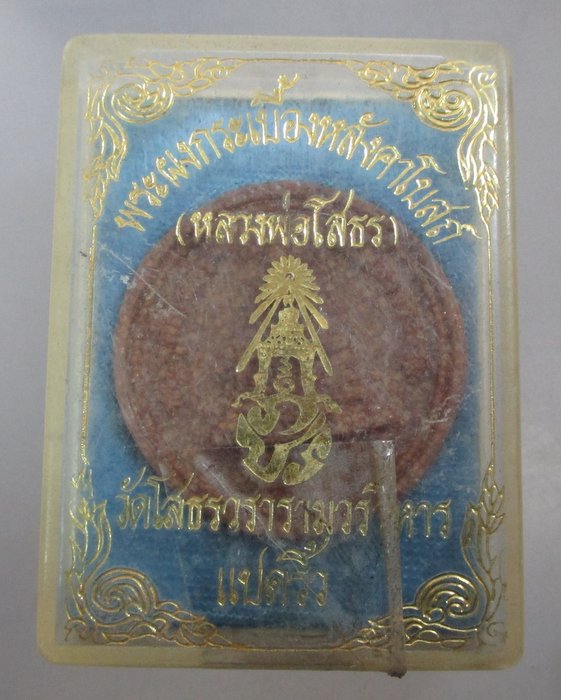 พระผงกระเบื้องหลังคาโบสถ์
(หลวงพ่อโสธร)
วัดโสธรวรารามวรวิหาร
แปดริ้ว